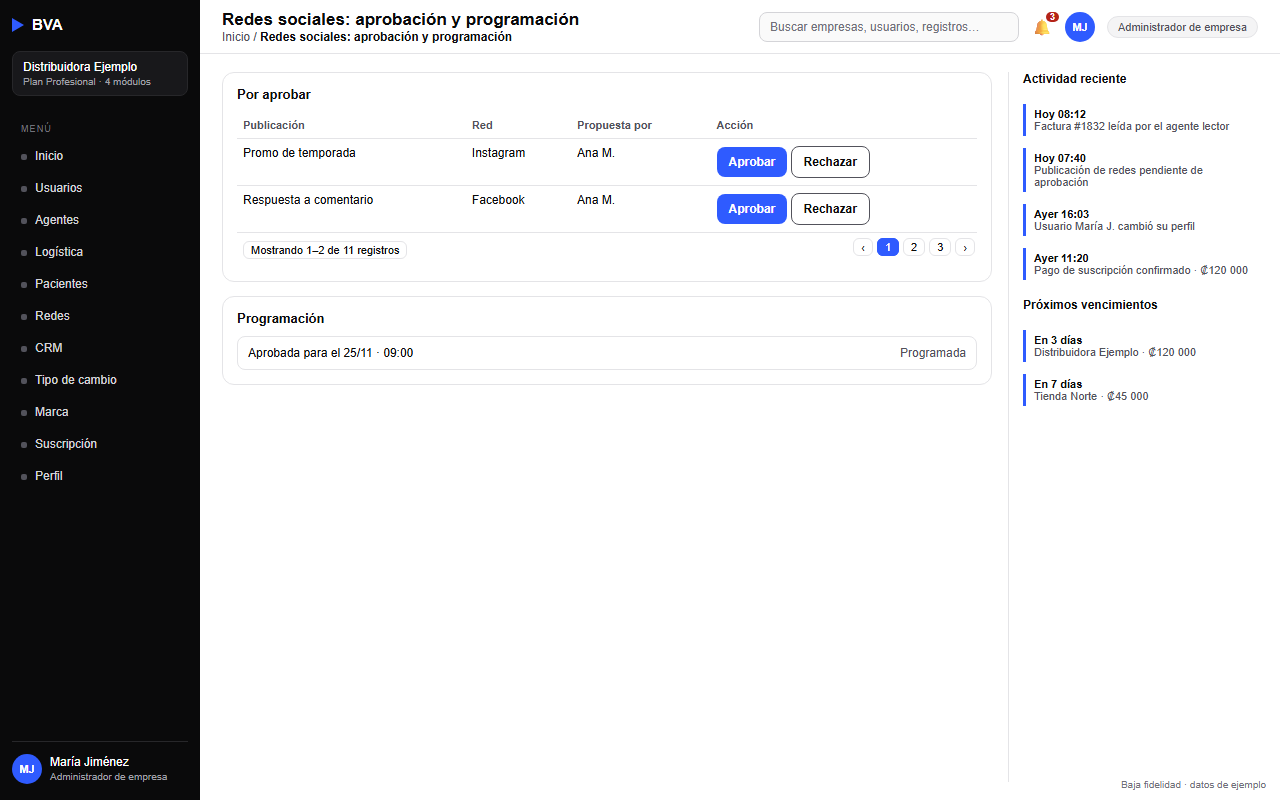 BVA
Distribuidora Ejemplo
Plan Profesional · 4 módulos
MENÚ
Inicio
Usuarios
Agentes
Logística
Pacientes
Redes
CRM
Tipo de cambio
Marca
Suscripción
Perfil
MJ
María Jiménez
Administrador de empresa
Redes sociales: aprobación y programación
Inicio / Redes sociales: aprobación y programación
Buscar empresas, usuarios, registros…
3
MJ
Administrador de empresa
Por aprobar
Publicación Red Propuesta por Acción
Promo de temporada Instagram Ana M. Aprobar Rechazar
Respuesta a comentario Facebook Ana M. Aprobar Rechazar
Mostrando 1–2 de 11 registros ‹ 1 2 3 ›
Programación
Aprobada para el 25/11 · 09:00 Programada
Actividad reciente
Hoy 08:12
Factura #1832 leída por el agente lector
Hoy 07:40
Publicación de redes pendiente de
aprobación
Ayer 16:03
Usuario María J. cambió su perfil
Ayer 11:20
Pago de suscripción confirmado · ₡120 000
Próximos vencimientos
En 3 días
Distribuidora Ejemplo · ₡120 000
En 7 días
Tienda Norte · ₡45 000
Baja fidelidad · datos de ejemplo